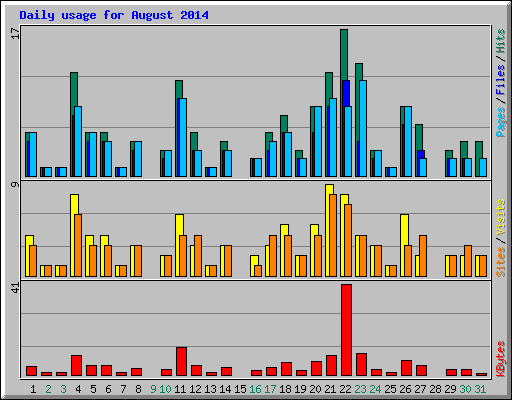 Daily usage for August 2014
17
Pages / Files / Hits
9
Sites / Visits
41
KBytes
1 2 3 4 5 6 7 8 9 10 11 12 13 14 15 16 17 18 19 20 21 22 23 24 25 26 27 28 29 30 31